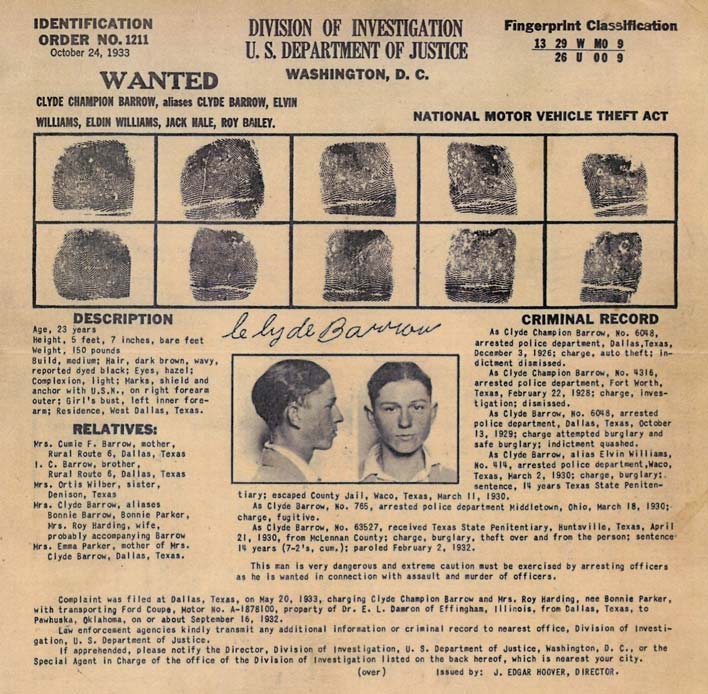 IDENTIFICATION
ORDER NO. 1211
October 24, 1933
DIVISION OF INVESTIGATION
U. S. DEPARTMENT OF JUSTICE
WASHINGTON, D. C.
Fingerprint Classification
13 29 W MO 9
26 U OO 9
WANTED
CLYDE CHAMPION BARROW, aliases CLYDE BARROW, ELVIN
WILLIAMS, ELDIN WILLIAMS, JACK HALE, ROY BAILEY.
NATIONAL MOTOR VEHICLE THEFT ACT
DESCRIPTION
Age, 23 years
Height, 5 feet, 7 inches, bare feet
Weight, 150 pounds
Build, medium; Hair, dark brown, wavy,
reported dyed black; Eyes, hazel;
Complexion, light; Marks, shield and
anchor with U.S.N., on right forearm
outer; Girl's bust, left inner fore-
arm; Residence, West Dallas, Texas.
RELATIVES:
Mrs. Cumie F. Barrow, mother,
Rural Route 6, Dallas, Texas
I. C. Barrow, brother,
Rural Route 6, Dallas, Texas
Mrs. Ortis Wilber, sister,
Denison, Texas
Mrs. Clyde Barrow, aliases
Bonnie Barrow, Bonnie Parker,
Mrs. Roy Harding, wife,
probably accompanying Barrow
Mrs. Emma Parker, mother of Mrs.
Clyde Barrow, Dallas, Texas.
Clyde Barrow
CRIMINAL RECORD
As Clyde Champion Barrow, No. 6048,
arrested police department, Dallas,Texas,
December 3, 1926; charge, auto theft; in-
dictment dismissed.
As Clyde Champion Barrow, No. 4316,
arrested police department, Fort Worth,
Texas, February 22, 1928; charge, inves-
tigation; dismissed.
As Clyde Barrow, No. 6048, arrested
police department, Dallas, Texas, October
13, 1929; charge attempted burglary and
safe burglary; indictment quashed.
As Clyde Barrow, alias Elvin Williams,
No. 414, arrested police department,Waco,
Texas, March 2, 1930; charge, burglary;
sentence, 14 years Texas State Peniten-
tiary; escaped County Jail, Waco, Texas, March 11, 1930.
As Clyde Barrow, No. 765, arrested police department Middletown, Ohio, March 18, 1930;
charge, fugitive.
As Clyde Barrow, No. 63527, received Texas State Penitentiary, Huntsville, Texas, April
21, 1930, from McLennan County; charge, burglary, theft over and from the person; sentence
14 years (7-2's, cum.); paroled February 2, 1932.
This man is very dangerous and extreme caution must be exercised by arresting officers
as he is wanted in connection with assault and murder of officers.
Complaint was filed at Dallas, Texas, on May 20, 1933, charging Clyde Champion Barrow and Mrs. Roy Harding, nee Bonnie Parker,
with transporting Ford Coupe, Motor No. A-1878100, property of Dr. E. L. Damron of Effingham, Illinois, from Dallas, Texas, to
Pawhuska, Oklahoma, on or about September 16, 1932.
Law enforcement agencies kindly transmit any additional information or criminal record to nearest office, Division of Investi-
gation, U. S. Department of Justice.
If apprehended, please notify the Director, Division of Investigation, U. S. Department of Justice, Washington, D. C., or the
Special Agent in Charge of the office of the Division of Investigation listed on the back hereof, which is nearest your city.
(over) Issued by: J. EDGAR HOOVER, DIRECTOR.